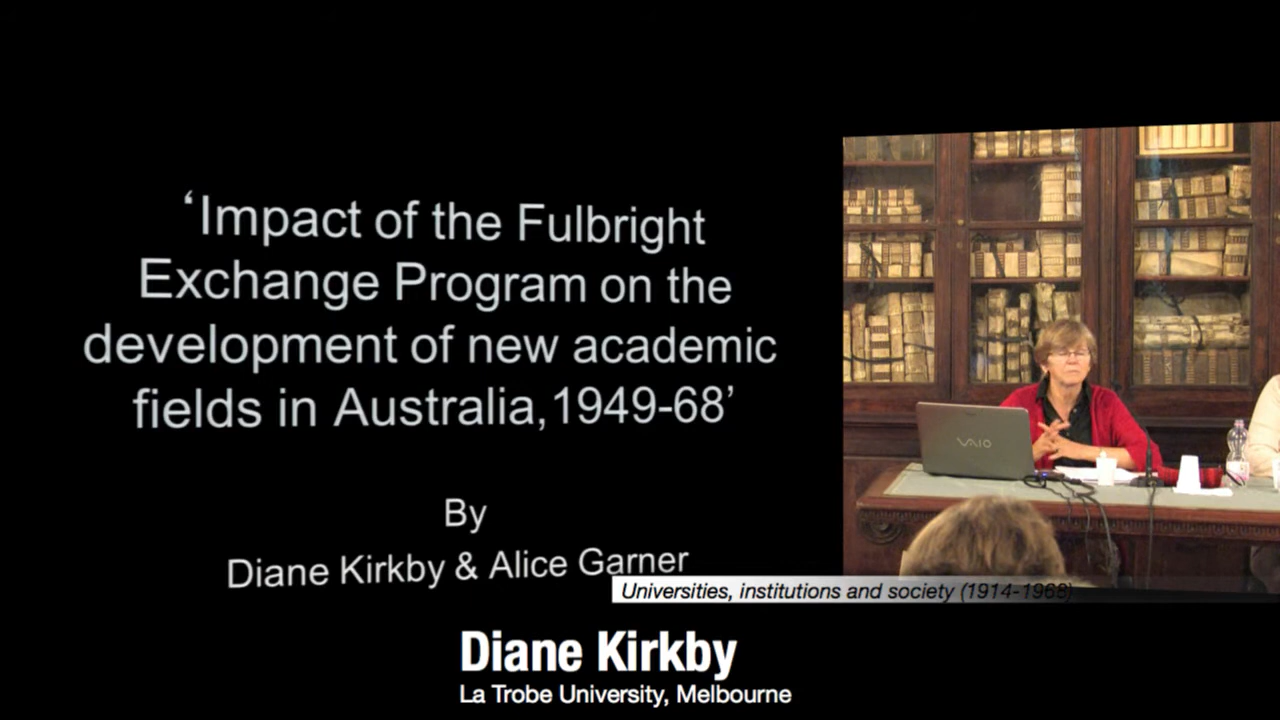 ‘Impact of the Fulbright
Exchange Program on the
development of new academic
fields in Australia,1949-68’
By
Diane Kirkby & Alice Garner
VAIO
Universities, institutions and society (1914-1968)
Diane Kirkby
La Trobe University, Melbourne